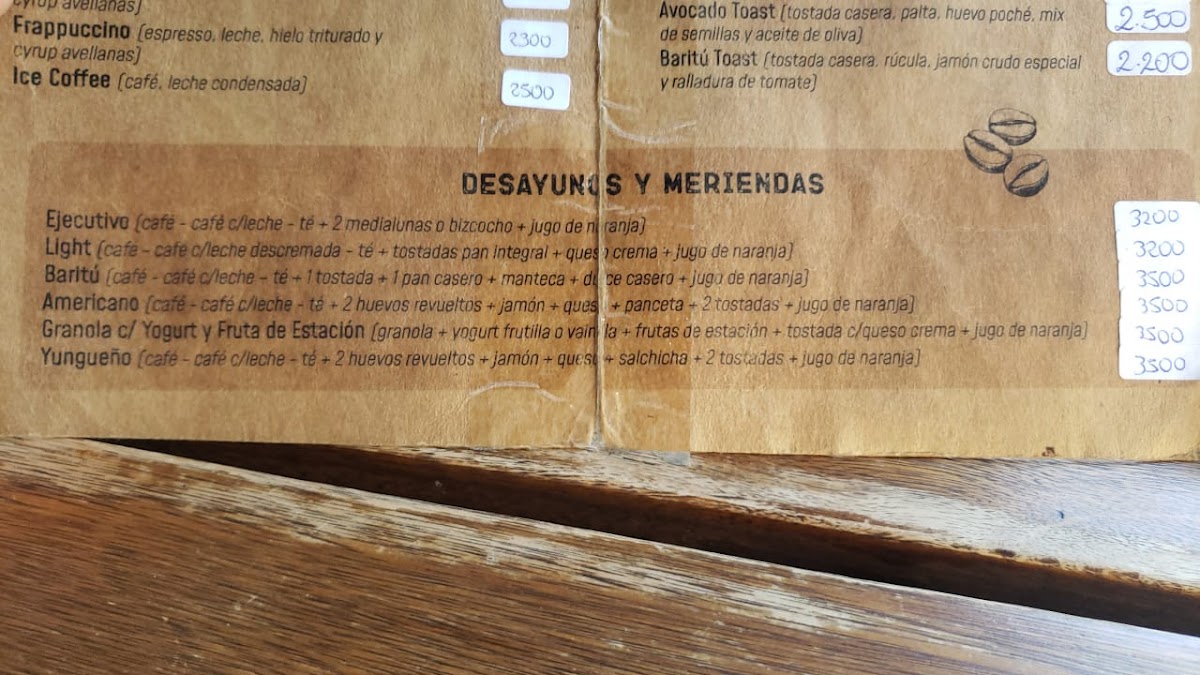 cyrup avellanas)
Frappuccino (espresso, leche, hielo triturado y
cyrup avellanas)
2300
Ice Coffee (café, leche condensada)
2500
Avocado Toast (tostada casera, palta, huevo poché, mix
de semillas y aceite de oliva)
2.500
Baritú Toast (tostada casera, rúcula, jamón crudo especial
y ralladura de tomate)
2.200
DESAYUNOS Y MERIENDAS
Ejecutivo (café - café c/leche - té + 2 medialunas o bizcocho + jugo de naranja) 3200
Light (café - café c/leche descremada - té + tostadas pan integral + queso crema + jugo de naranja) 3200
Baritú (café - café c/leche - té + 1 tostada + 1 pan casero + manteca + dulce casero + jugo de naranja) 3500
Americano (café - café c/leche - té + 2 huevos revueltos + jamón + queso + panceta + 2 tostadas + jugo de naranja) 3500
Granola c/ Yogurt y Fruta de Estación (granola + yogurt frutilla o vainilla + frutas de estación + tostada c/queso crema + jugo de naranja) 3500
Yungueño (café - café c/leche - té + 2 huevos revueltos + jamón + queso + salchicha + 2 tostadas + jugo de naranja) 3500